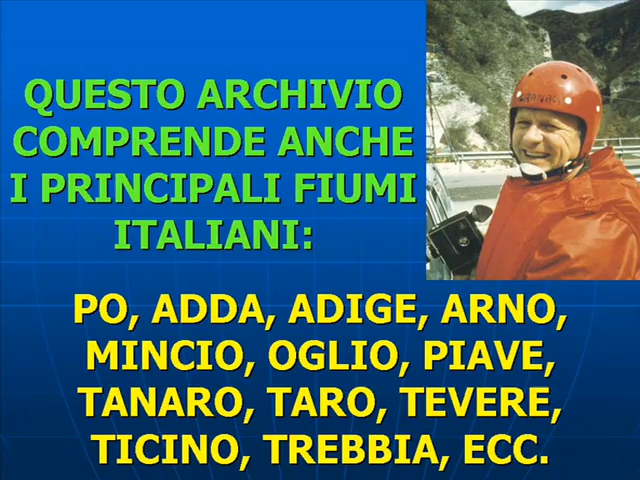 QUESTO ARCHIVIO
COMPRENDE ANCHE
I PRINCIPALI FIUMI
ITALIANI:
PO, ADDA, ADIGE, ARNO,
MINCIO, OGLIO, PIAVE,
TANARO, TARO, TEVERE,
TICINO, TREBBIA, ECC.